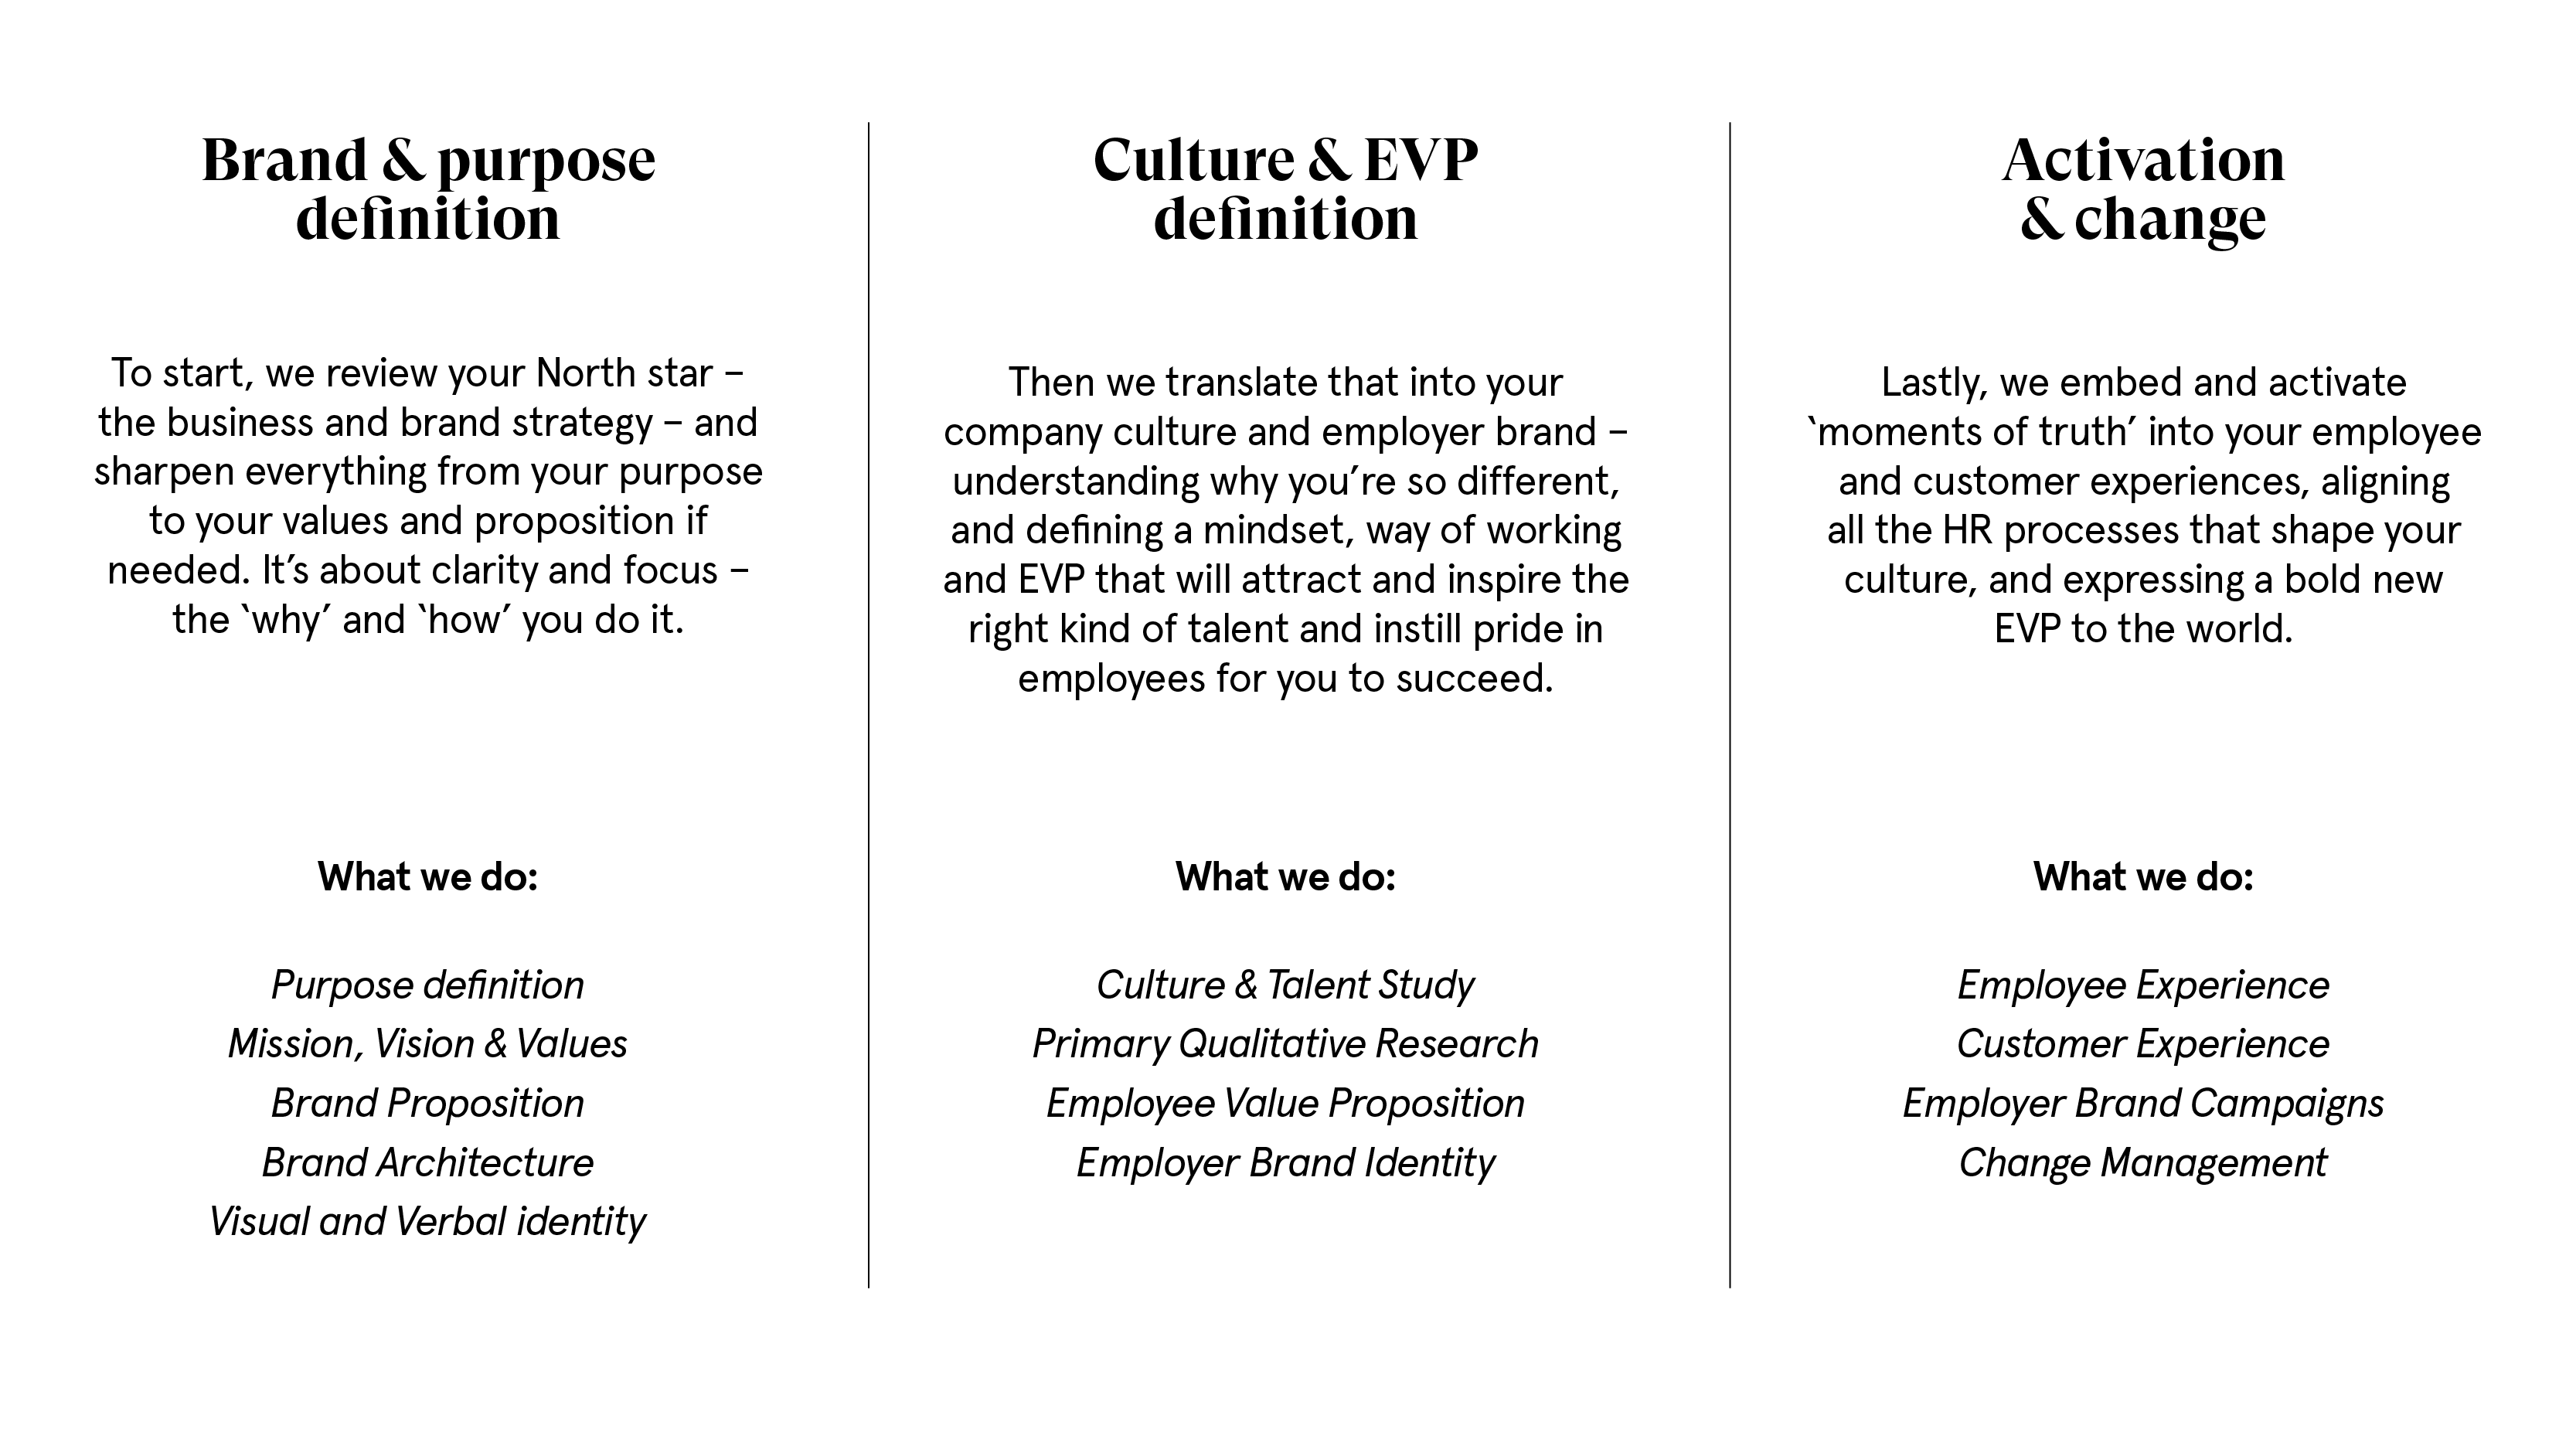 Brand & purpose
definition
To start, we review your North star –
the business and brand strategy – and
sharpen everything from your purpose
to your values and proposition if
needed. It’s about clarity and focus –
the ‘why’ and ‘how’ you do it.
What we do:
Purpose definition
Mission, Vision & Values
Brand Proposition
Brand Architecture
Visual and Verbal identity
Culture & EVP
definition
Then we translate that into your
company culture and employer brand –
understanding why you’re so different,
and defining a mindset, way of working
and EVP that will attract and inspire the
right kind of talent and instill pride in
employees for you to succeed.
What we do:
Culture & Talent Study
Primary Qualitative Research
Employee Value Proposition
Employer Brand Identity
Activation
& change
Lastly, we embed and activate
‘moments of truth’ into your employee
and customer experiences, aligning
all the HR processes that shape your
culture, and expressing a bold new
EVP to the world.
What we do:
Employee Experience
Customer Experience
Employer Brand Campaigns
Change Management